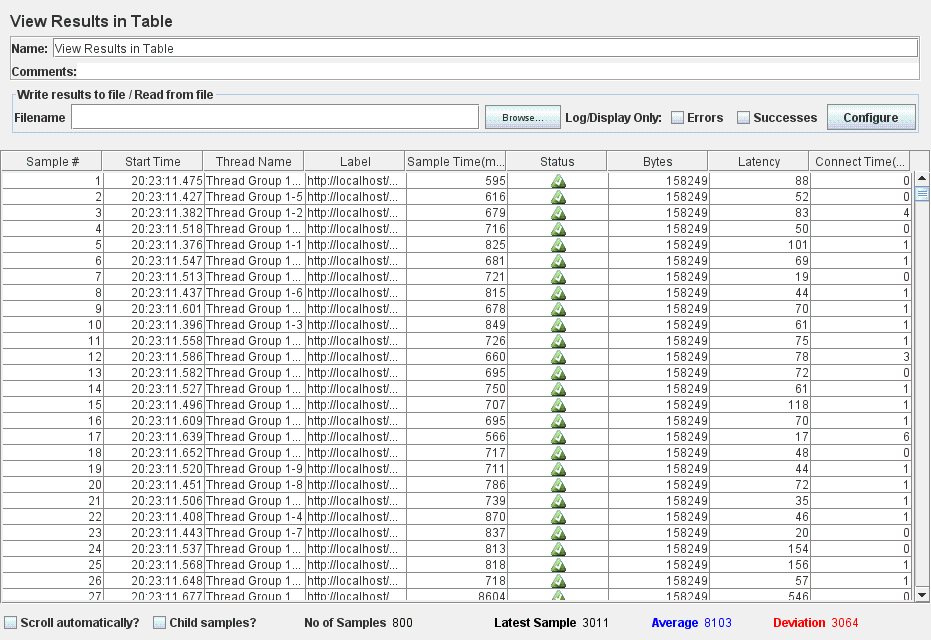 View Results in Table
Name: View Results in Table
Comments:
Write results to file / Read from file
Filename Browse... Log/Display Only: Errors Successes Configure
Sample # Start Time Thread Name Label Sample Time(m... Status Bytes Latency Connect Time(...
1 20:23:11.475 Thread Group 1... http://localhost/... 595 158249 88 0
2 20:23:11.427 Thread Group 1-5 http://localhost/... 616 158249 52 0
3 20:23:11.382 Thread Group 1-2 http://localhost/... 679 158249 83 4
4 20:23:11.518 Thread Group 1... http://localhost/... 716 158249 50 0
5 20:23:11.376 Thread Group 1-1 http://localhost/... 825 158249 101 1
6 20:23:11.547 Thread Group 1... http://localhost/... 681 158249 69 1
7 20:23:11.513 Thread Group 1... http://localhost/... 721 158249 19 0
8 20:23:11.437 Thread Group 1-6 http://localhost/... 815 158249 44 1
9 20:23:11.601 Thread Group 1... http://localhost/... 678 158249 70 1
10 20:23:11.396 Thread Group 1-3 http://localhost/... 849 158249 61 1
11 20:23:11.558 Thread Group 1... http://localhost/... 726 158249 75 1
12 20:23:11.586 Thread Group 1... http://localhost/... 660 158249 78 3
13 20:23:11.582 Thread Group 1... http://localhost/... 695 158249 72 0
14 20:23:11.527 Thread Group 1... http://localhost/... 750 158249 61 1
15 20:23:11.496 Thread Group 1... http://localhost/... 707 158249 118 1
16 20:23:11.609 Thread Group 1... http://localhost/... 695 158249 70 1
17 20:23:11.639 Thread Group 1... http://localhost/... 566 158249 17 6
18 20:23:11.652 Thread Group 1... http://localhost/... 717 158249 48 0
19 20:23:11.520 Thread Group 1-9 http://localhost/... 711 158249 44 1
20 20:23:11.451 Thread Group 1-8 http://localhost/... 786 158249 72 1
21 20:23:11.506 Thread Group 1... http://localhost/... 739 158249 35 1
22 20:23:11.408 Thread Group 1-4 http://localhost/... 870 158249 46 1
23 20:23:11.443 Thread Group 1-7 http://localhost/... 837 158249 20 0
24 20:23:11.537 Thread Group 1... http://localhost/... 813 158249 154 0
25 20:23:11.568 Thread Group 1... http://localhost/... 818 158249 156 1
26 20:23:11.648 Thread Group 1... http://localhost/... 718 158249 57 1
27 20:23:11.677 Thread Group 1... http://localhost/... 8604 158249 546 0
Scroll automatically? Child samples? No of Samples 800 Latest Sample 3011 Average 8103 Deviation 3064